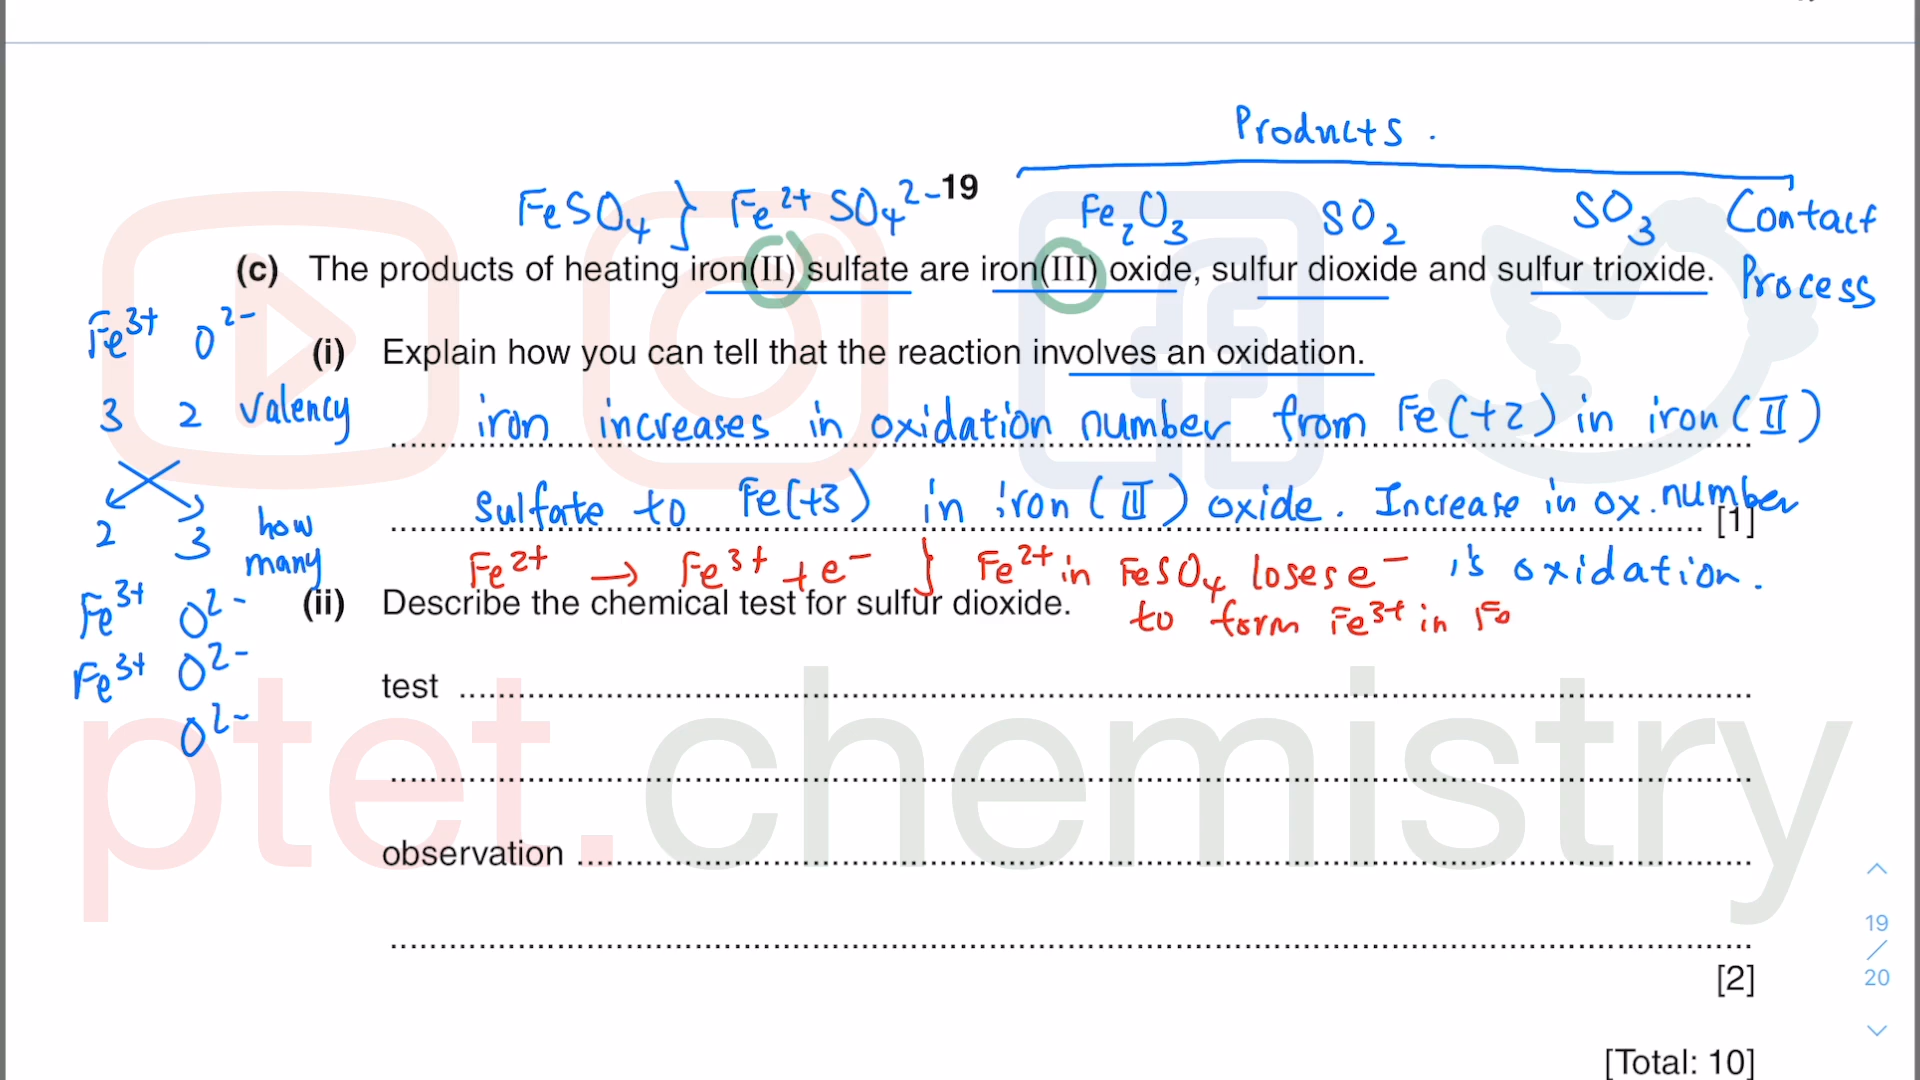 Products .
FeSO4 } Fe2+ SO4 2- 19 Fe2O3 SO2 SO3 Contact
(c) The products of heating iron(II) sulfate are iron(III) oxide, sulfur dioxide and sulfur trioxide. Process
Fe3+ O2-
(i) Explain how you can tell that the reaction involves an oxidation.
3 2 valency
iron increases in oxidation number from Fe(+2) in iron(II)
sulfate to Fe(+3) in iron(III) oxide. Increase in ox. number
[1]
2 3 how many
Fe2+ → Fe3+ + e- } Fe2+ in FeSO4 loses e- is oxidation.
Fe3+ O2-
(ii) Describe the chemical test for sulfur dioxide. to form Fe3+ in Fe
Fe3+ O2-
test
O2-
ptet.chemistry
observation
19
/
20
[2]
[Total: 10]